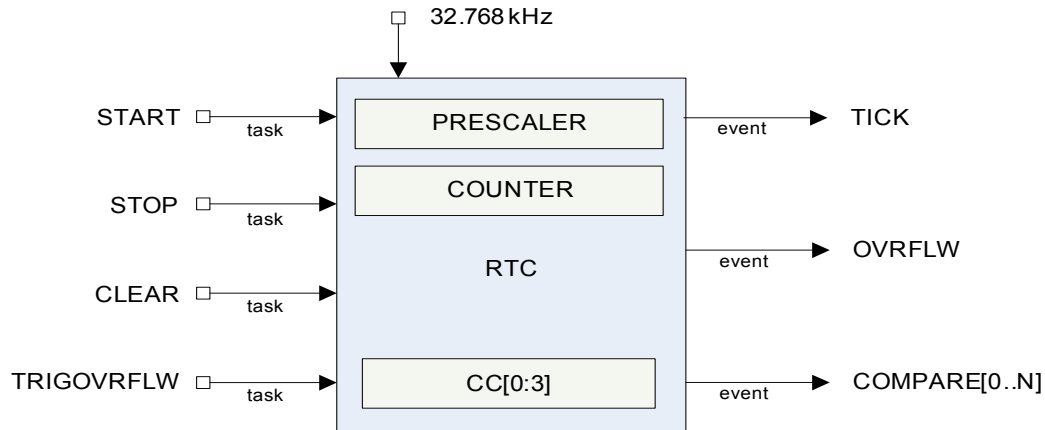 32.768 kHz
START
task
PRESCALER
event
TICK
COUNTER
STOP
task
RTC
event
OVRFLW
CLEAR
task
TRIGOVRFLW
task
CC[0:3]
event
COMPARE[0..N]